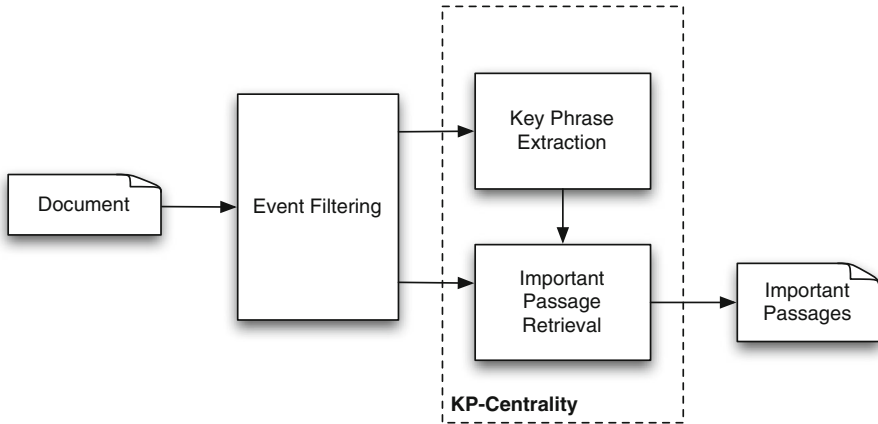 Document
Event Filtering
Key Phrase
Extraction
Important
Passage
Retrieval
Important
Passages
KP-Centrality